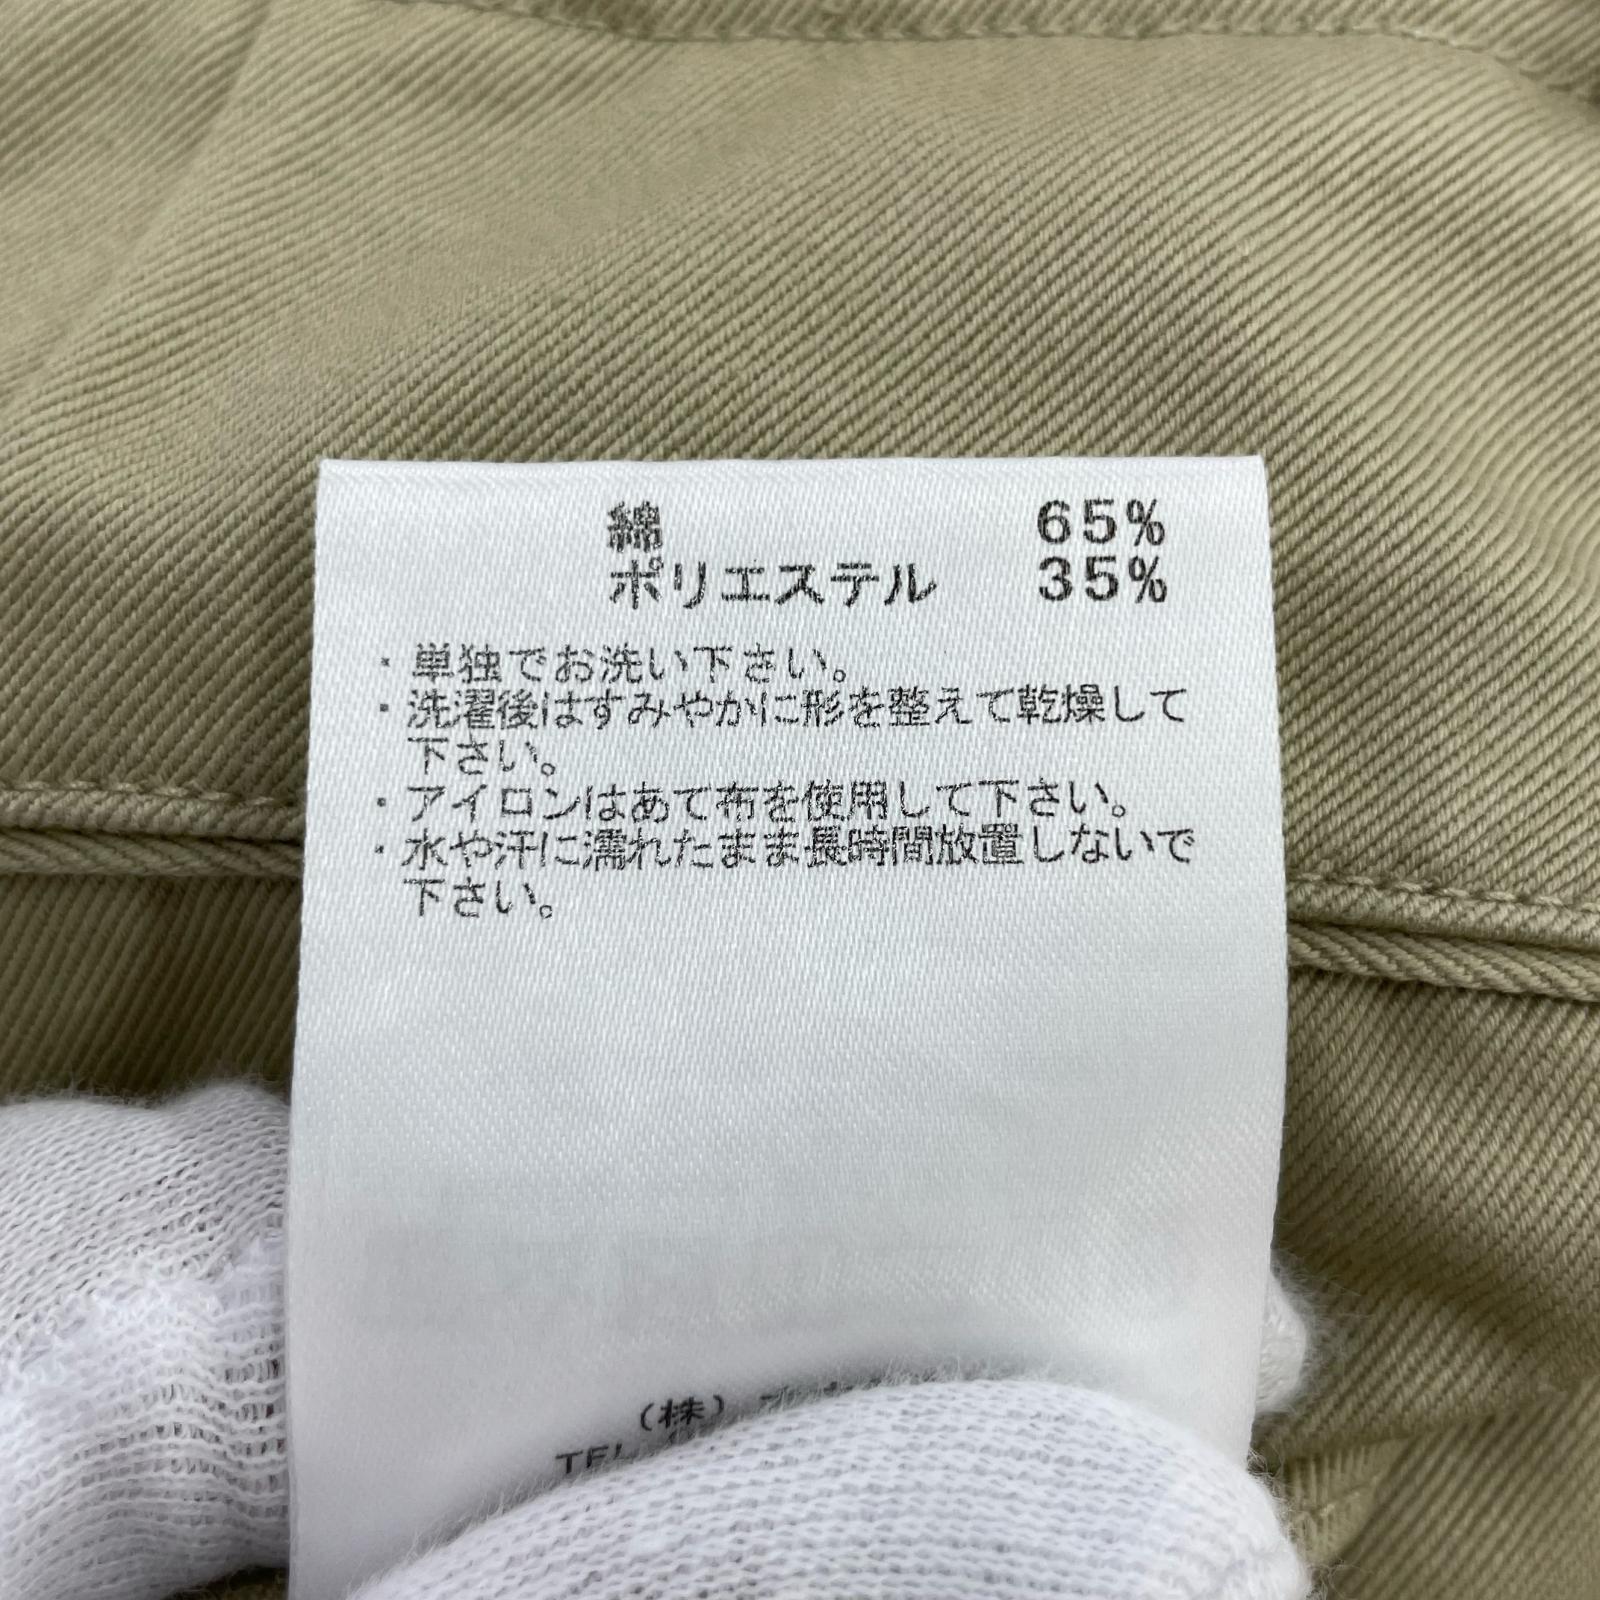 綿 65%
ポリエステル 35%
・単独でお洗い下さい。
・洗濯後はすみやかに形を整えて乾燥して
下さい。
・アイロンはあて布を使用して下さい。
・水や汗に濡れたまま長時間放置しないで
下さい。
(株)
TEL